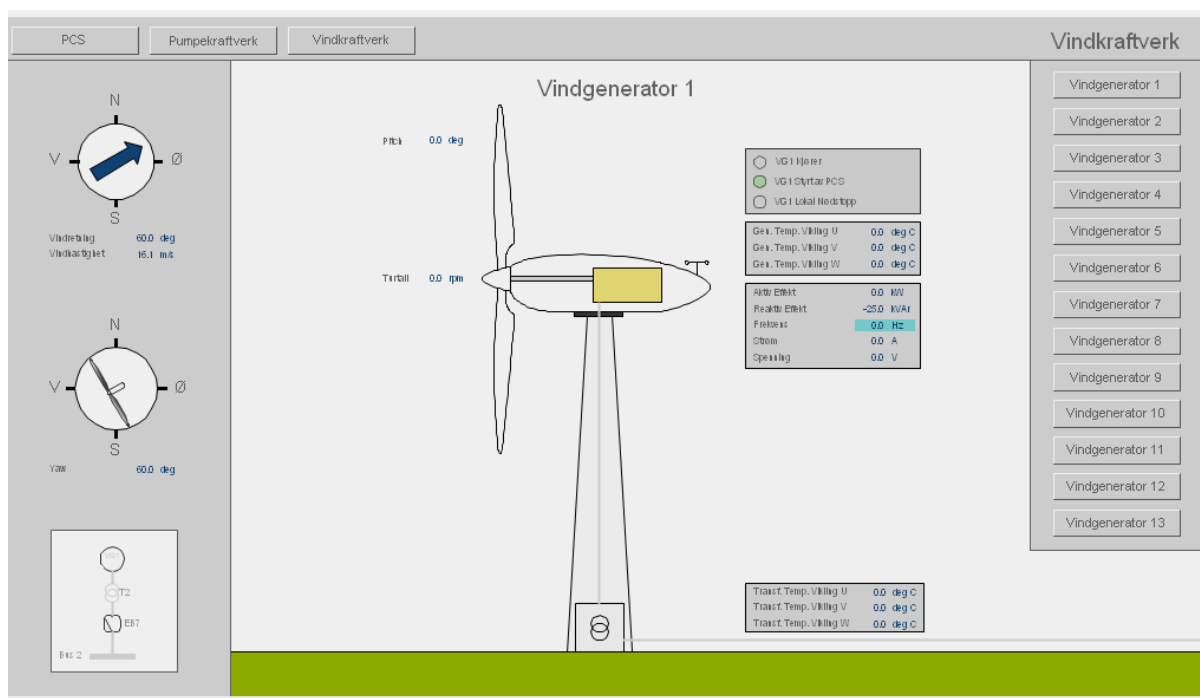 PCS
Pumpekraftverk
Vindkraftverk
Vindkraftverk
N
V
Ø
S
Vindretning 60.0 deg
Vindhastighet 16.1 m/s
N
V
Ø
S
Yaw 60.0 deg
VG1
T2
EB7
Bus 2
Vindgenerator 1
Pitch 0.0 deg
Turtall 0.0 rpm
VG1 kjører
VG1 Styrt av PCS
VG1 Lokal Nødstopp
Gen. Temp. Vikling U 0.0 deg C
Gen. Temp. Vikling V 0.0 deg C
Gen. Temp. Vikling W 0.0 deg C
Aktiv Effekt 0.0 kW
Reaktiv Effekt -25.0 kVAr
Frekvens 0.0 Hz
Strøm 0.0 A
Spenning 0.0 V
Transf. Temp. Vikling U 0.0 deg C
Transf. Temp. Vikling V 0.0 deg C
Transf. Temp. Vikling W 0.0 deg C
Vindgenerator 1
Vindgenerator 2
Vindgenerator 3
Vindgenerator 4
Vindgenerator 5
Vindgenerator 6
Vindgenerator 7
Vindgenerator 8
Vindgenerator 9
Vindgenerator 10
Vindgenerator 11
Vindgenerator 12
Vindgenerator 13